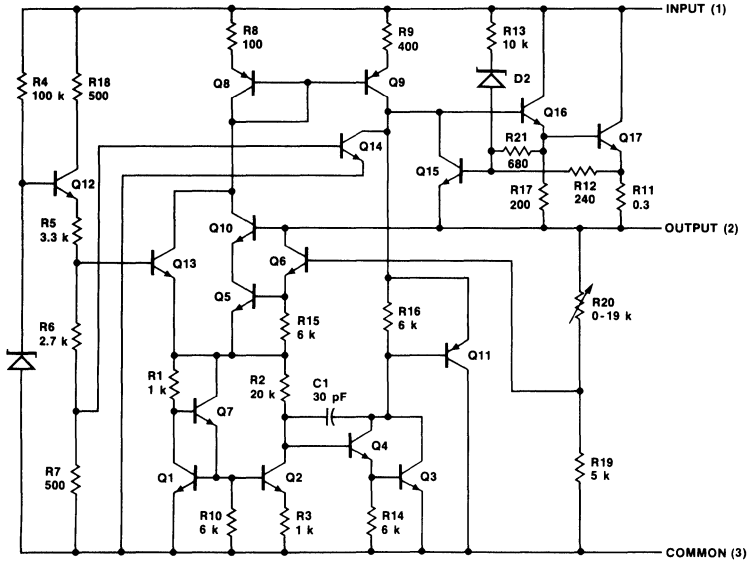 INPUT (1)
R8
100
R9
400
R13
10 k
R4
100 k
R18
500
Q8
Q9
D2
Q16
Q14
R21
680
Q17
Q12
Q15
R17
200
R12
240
R11
0.3
R5
3.3 k
Q10
OUTPUT (2)
Q13
Q6
Q5
R20
0-19 k
R6
2.7 k
R15
6 k
R16
6 k
Q11
R1
1 k
R2
20 k
C1
30 pF
Q7
Q4
R7
500
Q1
Q2
Q3
R19
5 k
R10
6 k
R3
1 k
R14
6 k
COMMON (3)